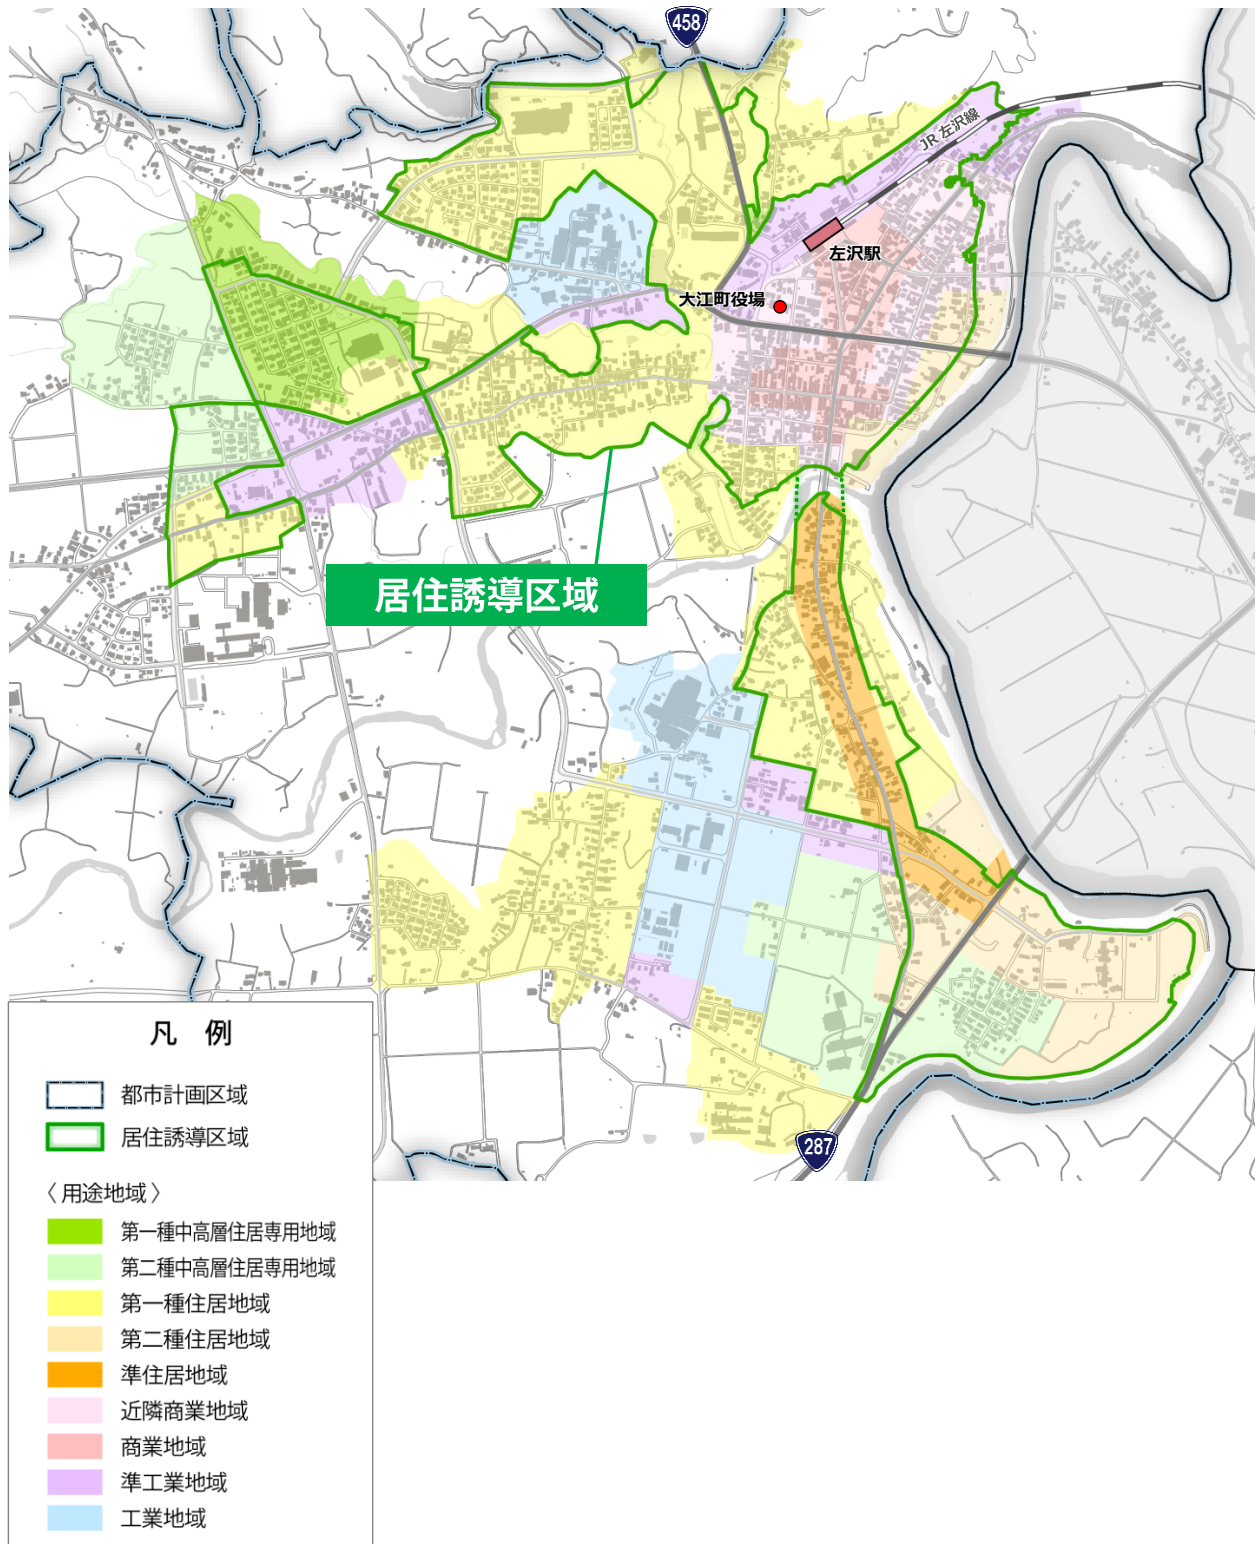 458
JR 左沢線
左沢駅
大江町役場
居住誘導区域
287
凡 例
都市計画区域
居住誘導区域
〈 用途地域 〉
第一種中高層住居専用地域
第二種中高層住居専用地域
第一種住居地域
第二種住居地域
準住居地域
近隣商業地域
商業地域
準工業地域
工業地域